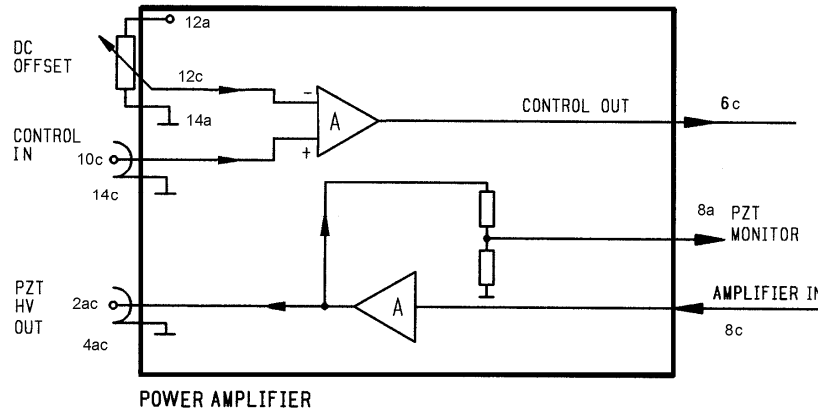 12a
DC
OFFSET
12c
14a
–
A
+
CONTROL OUT
6c
CONTROL
IN
10c
14c
8a
PZT
MONITOR
PZT
HV
OUT
2ac
4ac
A
AMPLIFIER IN
8c
POWER AMPLIFIER